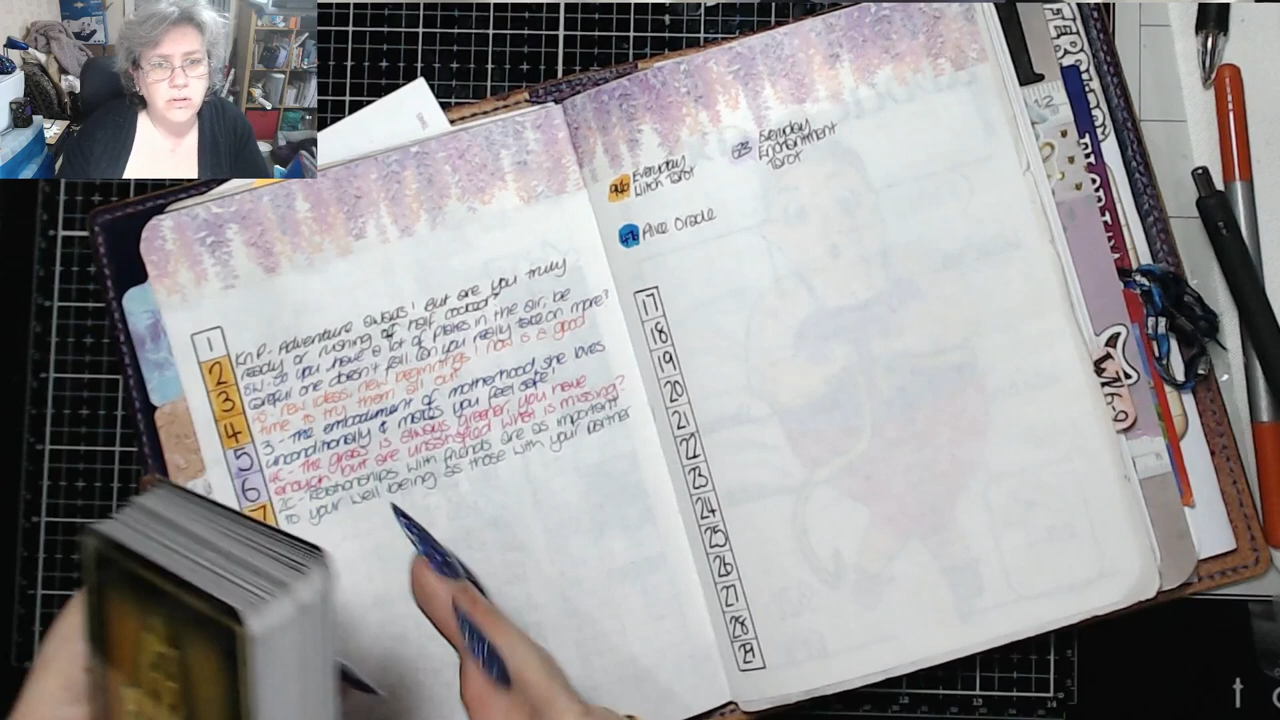 1
KnP - Adventure awaits! But are you truly
ready or rushing off half cocked?
2
8W - So you have a lot of plates in the air, be
careful one doesn't fall. Can you really take on more?
3
new ideas, new beginnings! now is a good
time to try them all out
4
3 - The embodiment of motherhood, she loves
unconditionally & makes you feel safe!
5
4C - The grass is always greener, you have
enough but are unsatisfied what is missing?
6
2C - Relationships with friends are as important
to your well being as those with your partner
7
946 Everyday
Witch Tarot
623 Everyday
Enchantment
Tarot
476 Alice Oracle
17
18
19
20
21
22
23
24
25
26
27
28
29
12